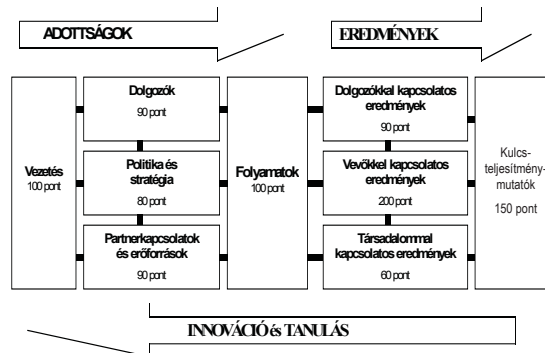 ADOTTSÁGOK
EREDMÉNYEK
Vezetés
100 pont
Dolgozók
90 pont
Politika és
stratégia
80 pont
Partnerkapcsolatok
és erőforrások
90 pont
Folyamatok
100 pont
Dolgozókkal kapcsolatos
eredmények
90 pont
Vevőkkel kapcsolatos
eredmények
200 pont
Társadalommal
kapcsolatos eredmények
60 pont
Kulcs-
teljesítmény-
mutatók
150 pont
INNOVÁCIÓ és TANULÁS